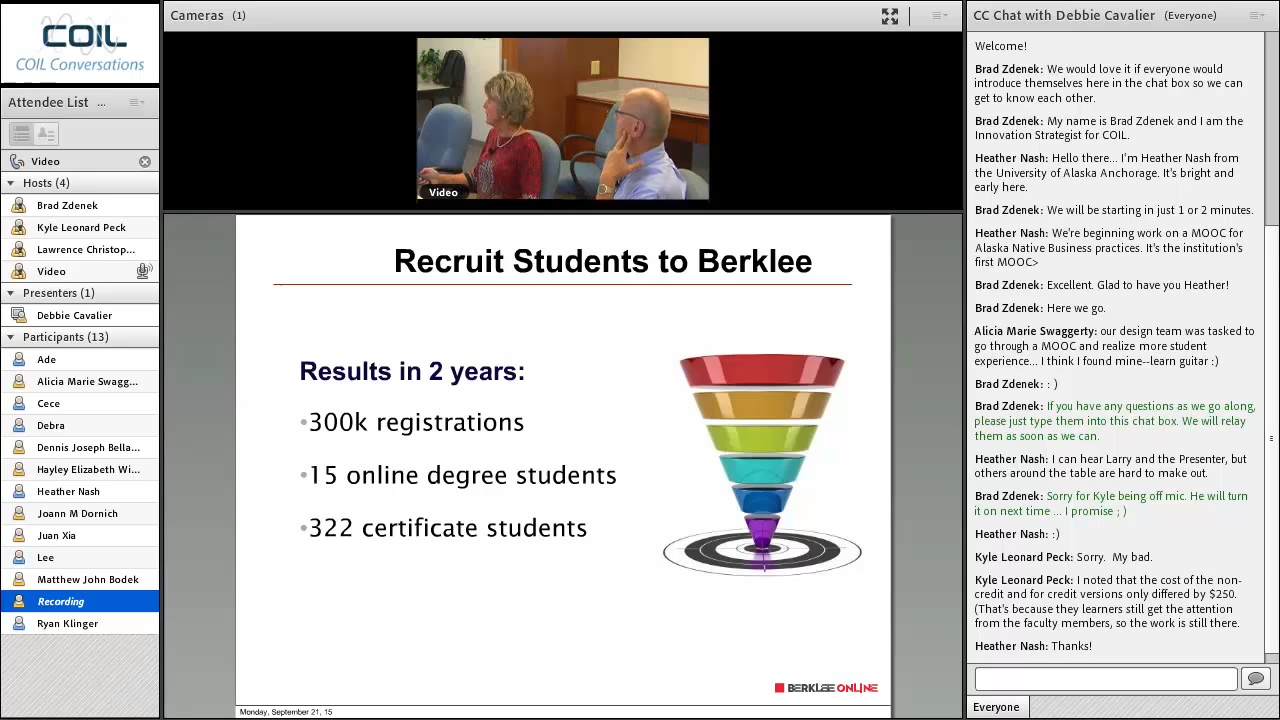 COIL
COIL Conversations
Attendee List ...
Video
Hosts (4)
Brad Zdenek
Kyle Leonard Peck
Lawrence Christop...
Video
Presenters (1)
Debbie Cavalier
Participants (13)
Ade
Alicia Marie Swagg...
Cece
Debra
Dennis Joseph Bella...
Hayley Elizabeth Wi...
Heather Nash
Joann M Dornich
Juan Xia
Lee
Matthew John Bodek
Recording
Ryan Klinger
Cameras (1)
Video
Recruit Students to Berklee
Results in 2 years:
•300k registrations
•15 online degree students
•322 certificate students
BERKLEE ONLINE
Monday, September 21, 15
CC Chat with Debbie Cavalier (Everyone)
Welcome!
Brad Zdenek: We would love it if everyone would
introduce themselves here in the chat box so we can
get to know each other.
Brad Zdenek: My name is Brad Zdenek and I am the
Innovation Strategist for COIL.
Heather Nash: Hello there... I'm Heather Nash from
the University of Alaska Anchorage. It's bright and
early here.
Brad Zdenek: We will be starting in just 1 or 2 minutes.
Heather Nash: We're beginning work on a MOOC for
Alaska Native Business practices. It's the institution's
first MOOC>
Brad Zdenek: Excellent. Glad to have you Heather!
Brad Zdenek: Here we go.
Alicia Marie Swaggerty: our design team was tasked to
go through a MOOC and realize more student
experience... I think I found mine--learn guitar :)
Brad Zdenek: : )
Brad Zdenek: If you have any questions as we go along,
please just type them into this chat box. We will relay
them as soon as we can.
Heather Nash: I can hear Larry and the Presenter, but
others around the table are hard to make out.
Brad Zdenek: Sorry for Kyle being off mic. He will turn
it on next time ... I promise ; )
Heather Nash: :)
Kyle Leonard Peck: Sorry. My bad.
Kyle Leonard Peck: I noted that the cost of the non-
credit and for credit versions only differed by $250.
(That's because they learners still get the attention
from the faculty members, so the work is still there.
Heather Nash: Thanks!
Everyone